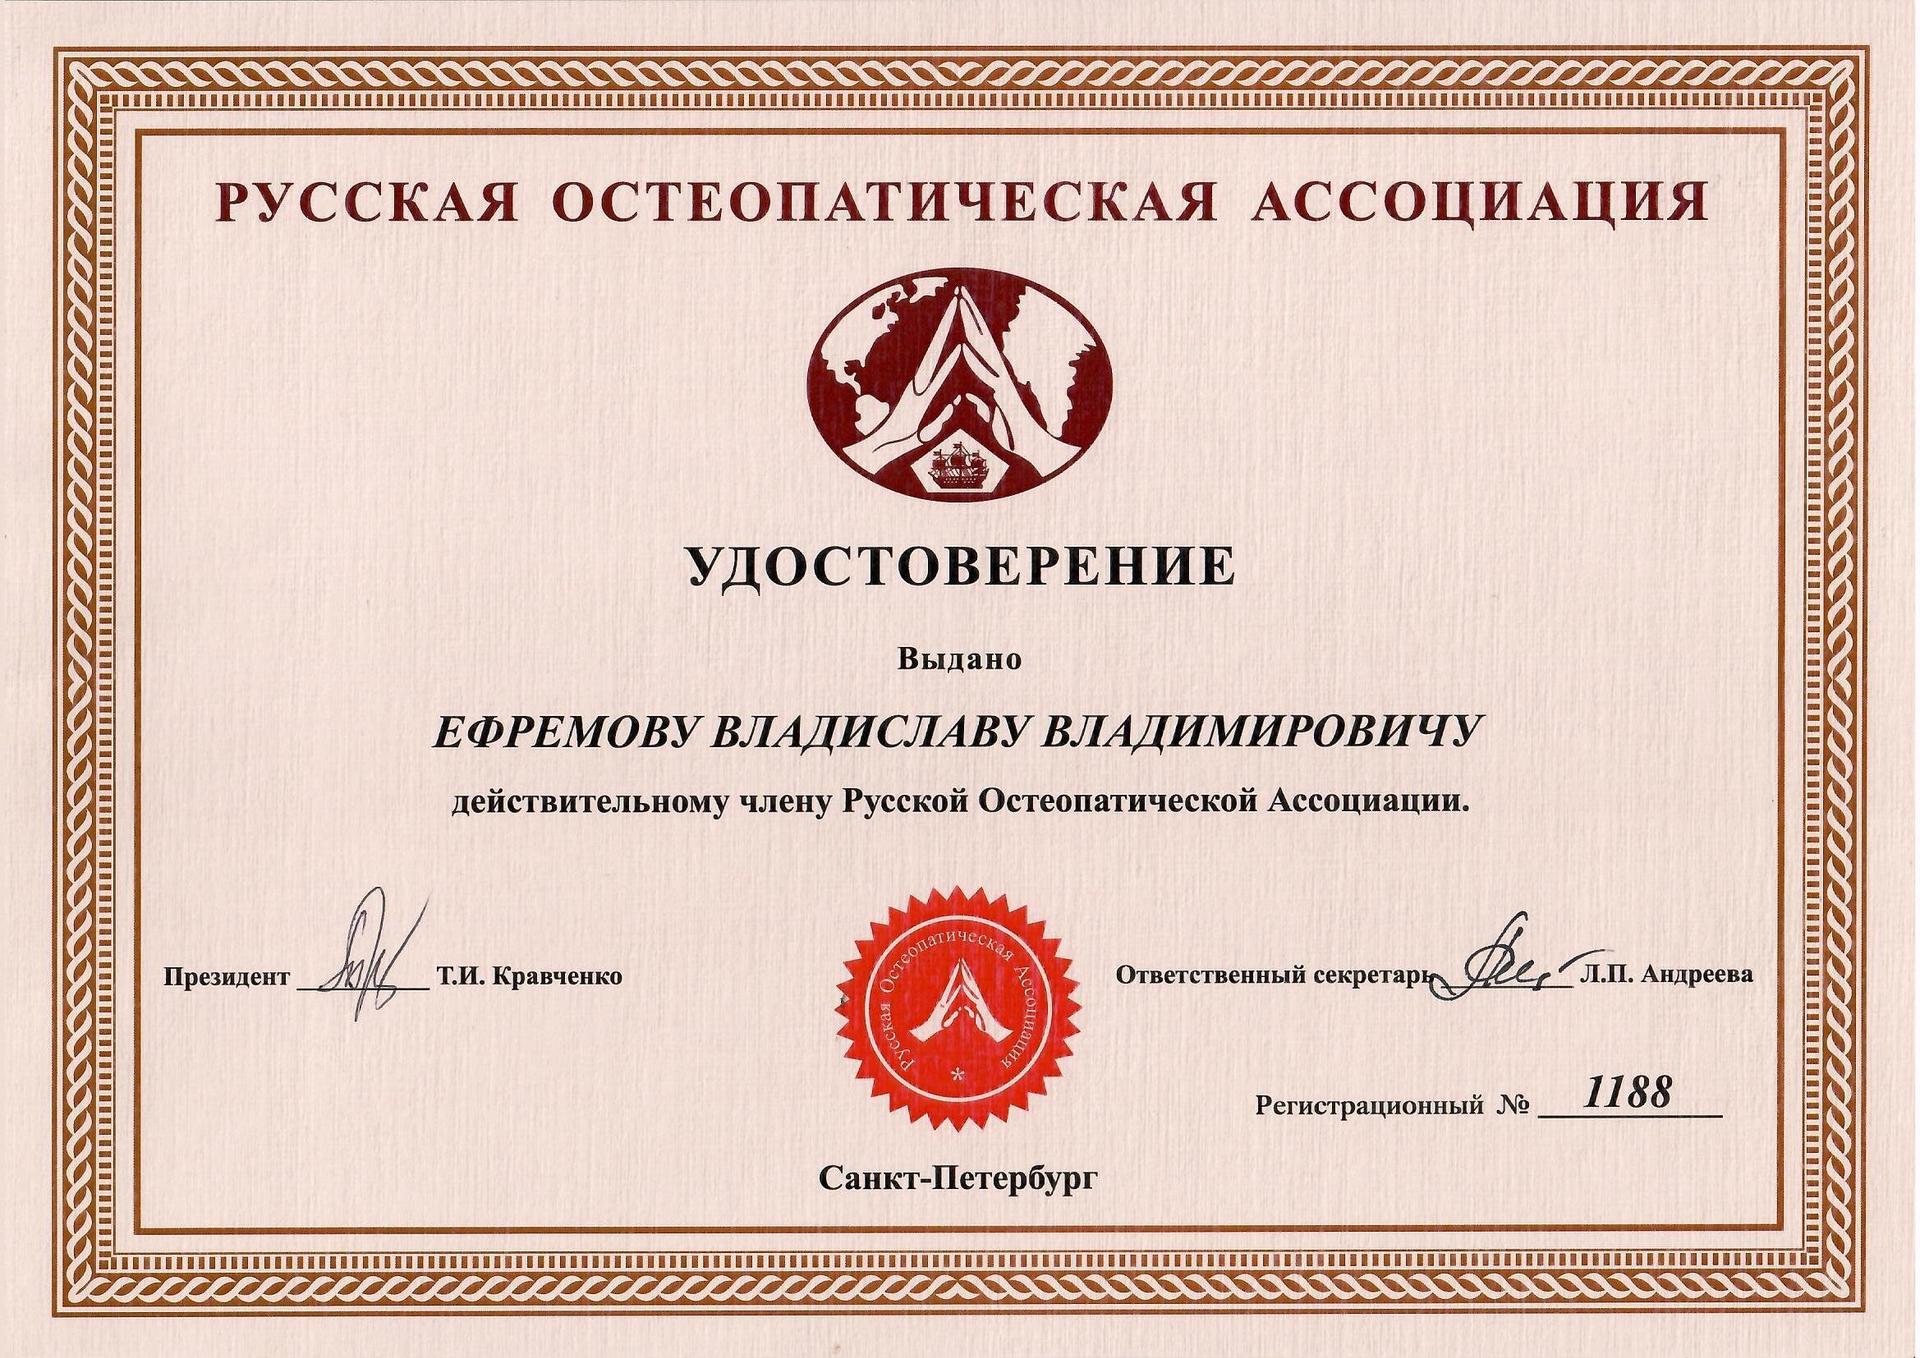 РУССКАЯ ОСТЕОПАТИЧЕСКАЯ АССОЦИАЦИЯ
УДОСТОВЕРЕНИЕ
Выдано
ЕФРЕМОВУ ВЛАДИСЛАВУ ВЛАДИМИРОВИЧУ
действительному члену Русской Остеопатической Ассоциации.
Президент Т.И. Кравченко
Русская Остеопатическая Ассоциация *
Ответственный секретарь Л.П. Андреева
Регистрационный № 1188
Санкт-Петербург